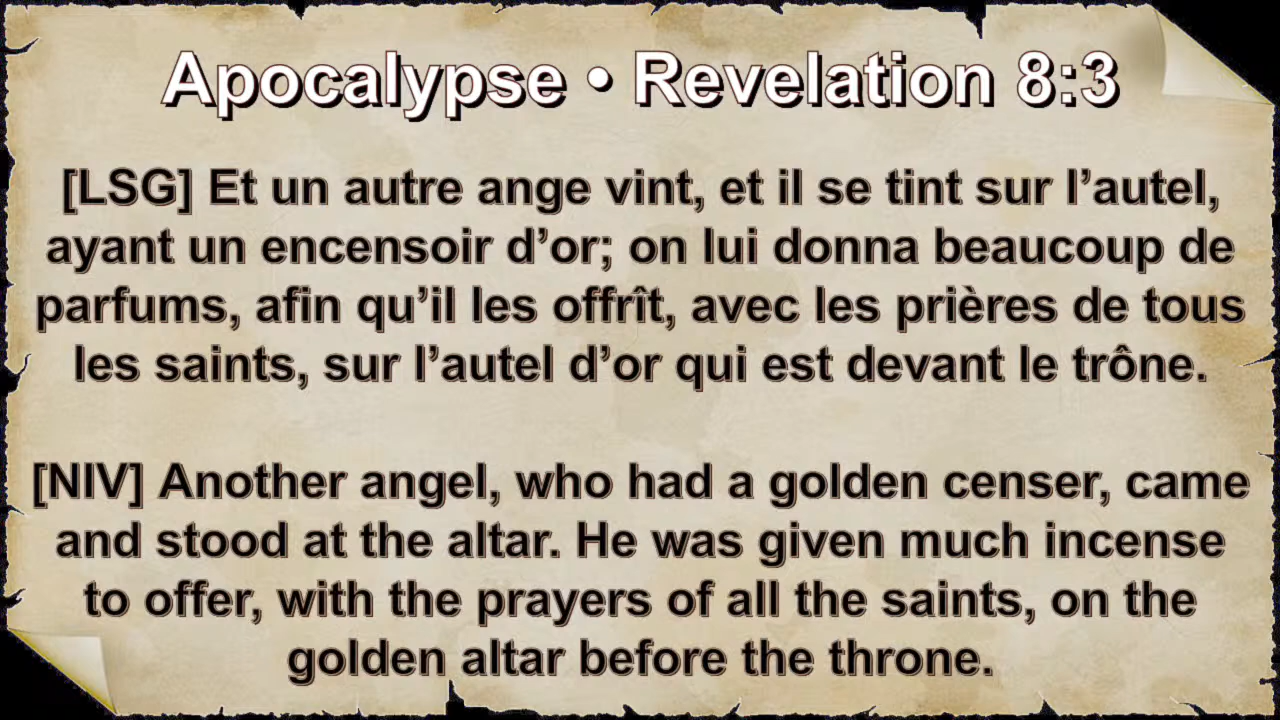 Apocalypse • Revelation 8:3
[LSG] Et un autre ange vint, et il se tint sur l’autel,
ayant un encensoir d’or; on lui donna beaucoup de
parfums, afin qu’il les offrît, avec les prières de tous
les saints, sur l’autel d’or qui est devant le trône.
[NIV] Another angel, who had a golden censer, came
and stood at the altar. He was given much incense
to offer, with the prayers of all the saints, on the
golden altar before the throne.